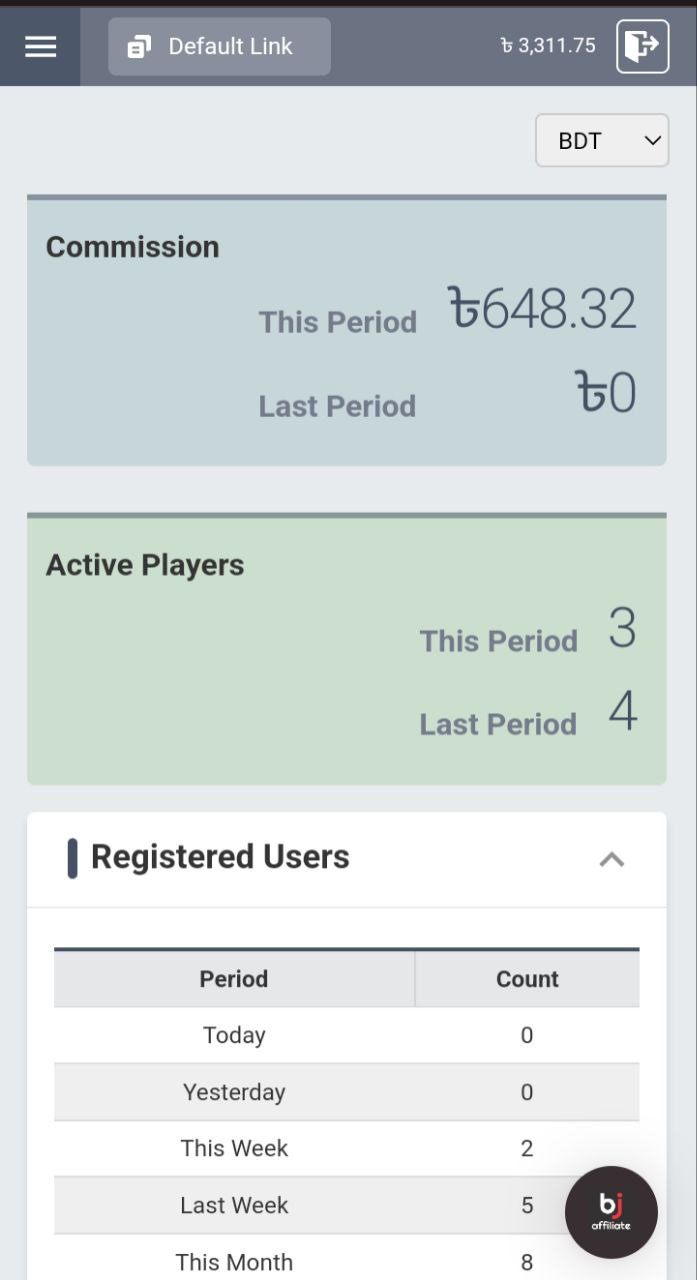 Default Link
৳ 3,311.75
BDT
Commission
This Period ৳648.32
Last Period ৳0
Active Players
This Period 3
Last Period 4
Registered Users
Period Count
Today 0
Yesterday 0
This Week 2
Last Week 5
bj
affiliate
This Month 8